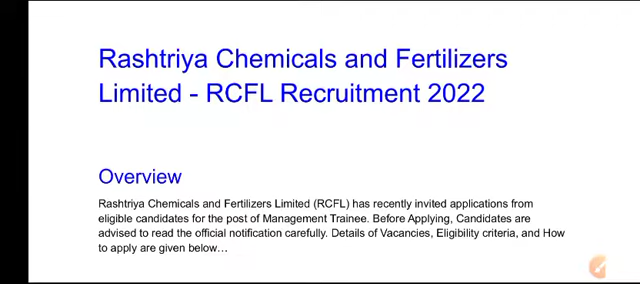 Rashtriya Chemicals and Fertilizers
Limited - RCFL Recruitment 2022
Overview
Rashtriya Chemicals and Fertilizers Limited (RCFL) has recently invited applications from
eligible candidates for the post of Management Trainee. Before Applying, Candidates are
advised to read the official notification carefully. Details of Vacancies, Eligibility criteria, and How
to apply are given below…